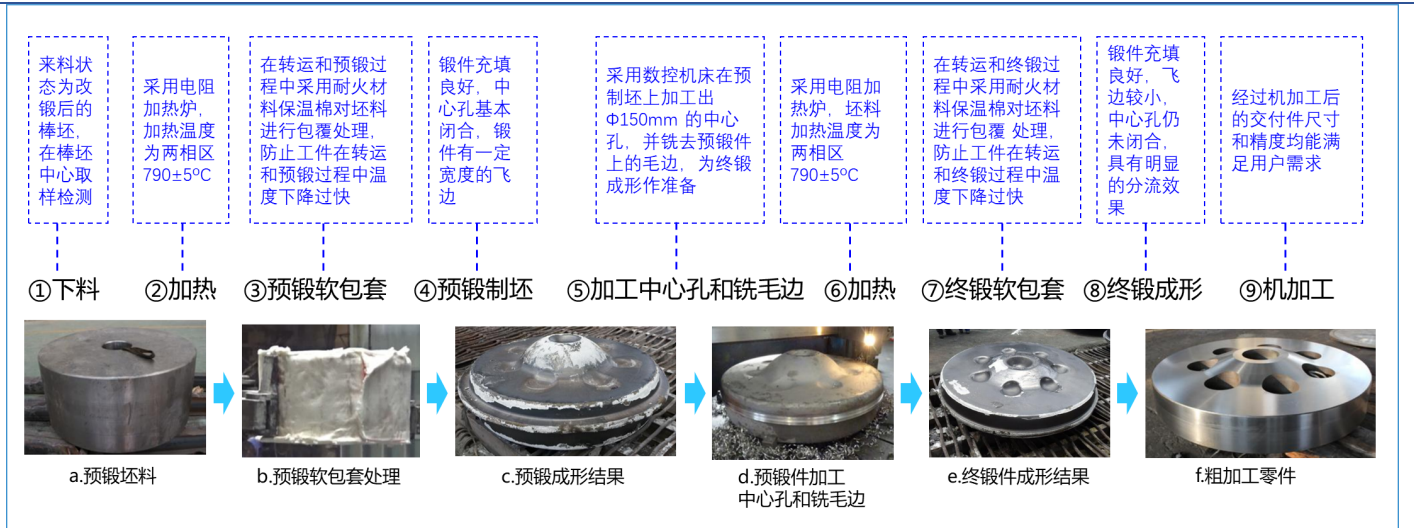 来料状
态为改
锻后的
棒坯,
在棒坯
中心取
样检测
采用电阻
加热炉,
加热温度
为两相区
790±5ºC
在转运和预锻过
程中采用耐火材
料保温棉对坯料
进行包覆处理,
防止工件在转运
和预锻过程中温
度下降过快
锻件充填
良好，中
心孔基本
闭合，锻
件有一定
宽度的飞
边
采用数控机床在预
制坯上加工出
Φ150mm 的中心
孔，并铣去预锻件
上的毛边，为终锻
成形作准备
采用电阻加
热炉，坯料
加热温度为
两相区
790±5ºC
在转运和终锻过
程中采用耐火材
料保温棉对坯料
进行包覆 处理，
防止工件在转运
和终锻过程中温
度下降过快
锻件充填
良好，飞
边较小，
中心孔仍
未闭合，
具有明显
的分流效
果
经过机加工后
的交付件尺寸
和精度均能满
足用户需求
①下料
②加热
③预锻软包套
④预锻制坯
⑤加工中心孔和铣毛边
⑥加热
⑦终锻软包套
⑧终锻成形
⑨机加工
a.预锻坯料
b.预锻软包套处理
c.预锻成形结果
d.预锻件加工
中心孔和铣毛边
e.终锻件成形结果
f.粗加工零件